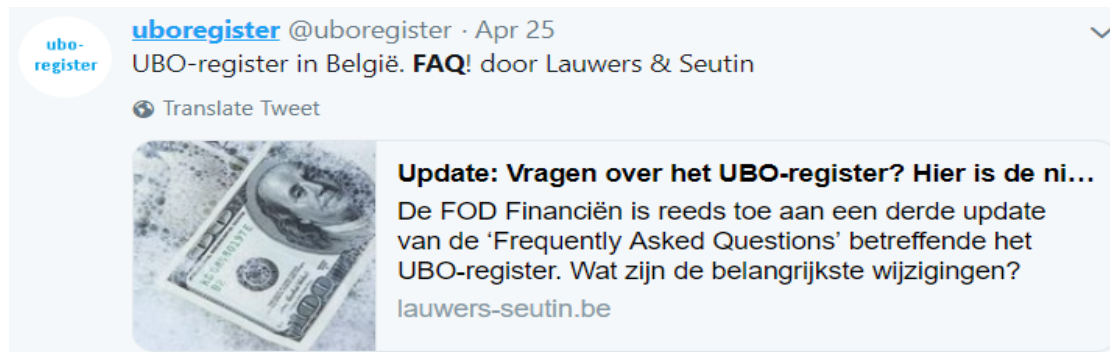 ubo-
register
uboregister @uboregister · Apr 25
UBO-register in België. FAQ! door Lauwers & Seutin
Translate Tweet
Update: Vragen over het UBO-register? Hier is de ni...
De FOD Financiën is reeds toe aan een derde update
van de ‘Frequently Asked Questions’ betreffende het
UBO-register. Wat zijn de belangrijkste wijzigingen?
lauwers-seutin.be
100